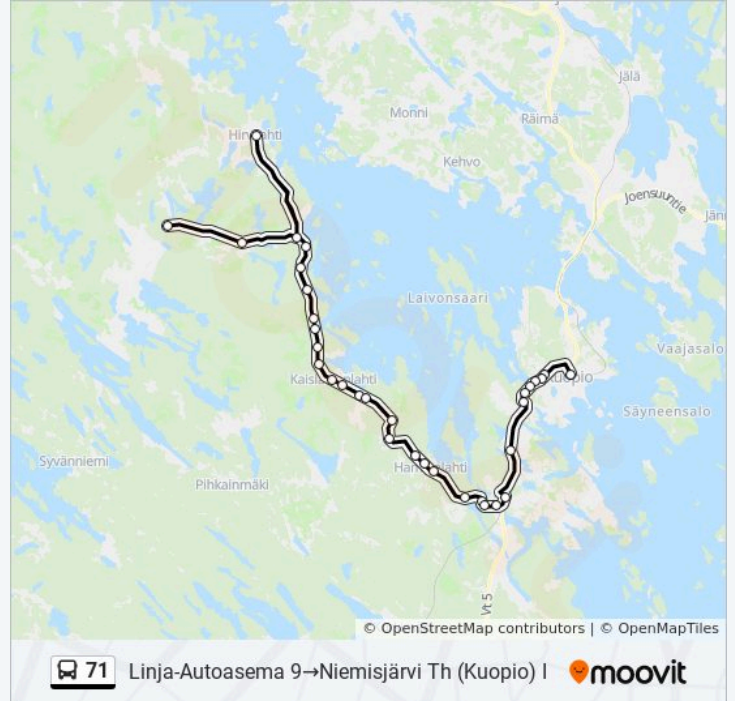 Jälä
Monni
Räimä
Kehvo
Joensuuntie
Laivonsaari
Vaajasalo
Kuopio
Säyneensalo
Syvänniemi
Pihkainmäki
Vt 5
© OpenStreetMap contributors | © OpenMapTiles
71 Linja-Autoasema 9→Niemisjärvi Th (Kuopio) I moovit